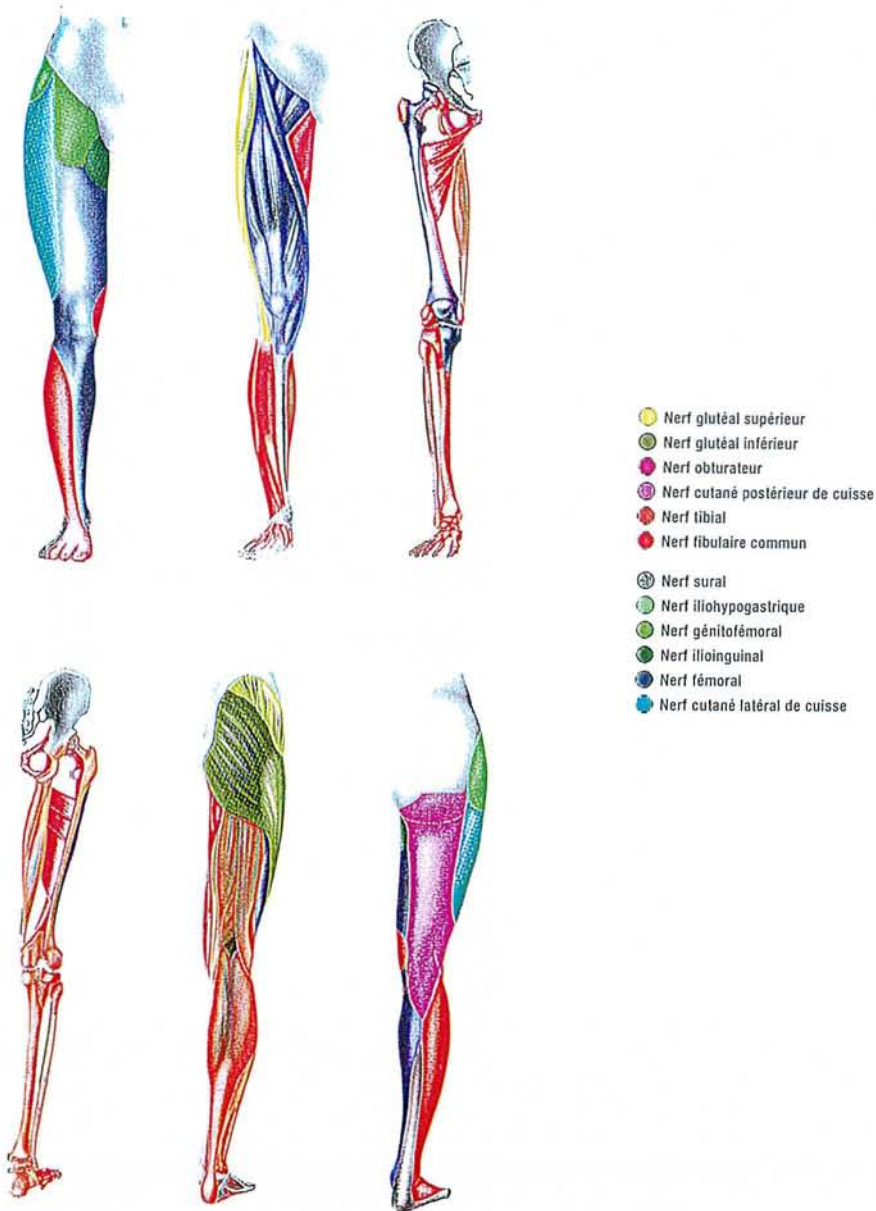 Nerf glutéal supérieur
Nerf glutéal inférieur
Nerf obturateur
Nerf cutané postérieur de cuisse
Nerf tibial
Nerf fibulaire commun
Nerf sural
Nerf iliohypogastrique
Nerf génitofémoral
Nerf ilioinguinal
Nerf fémoral
Nerf cutané latéral de cuisse